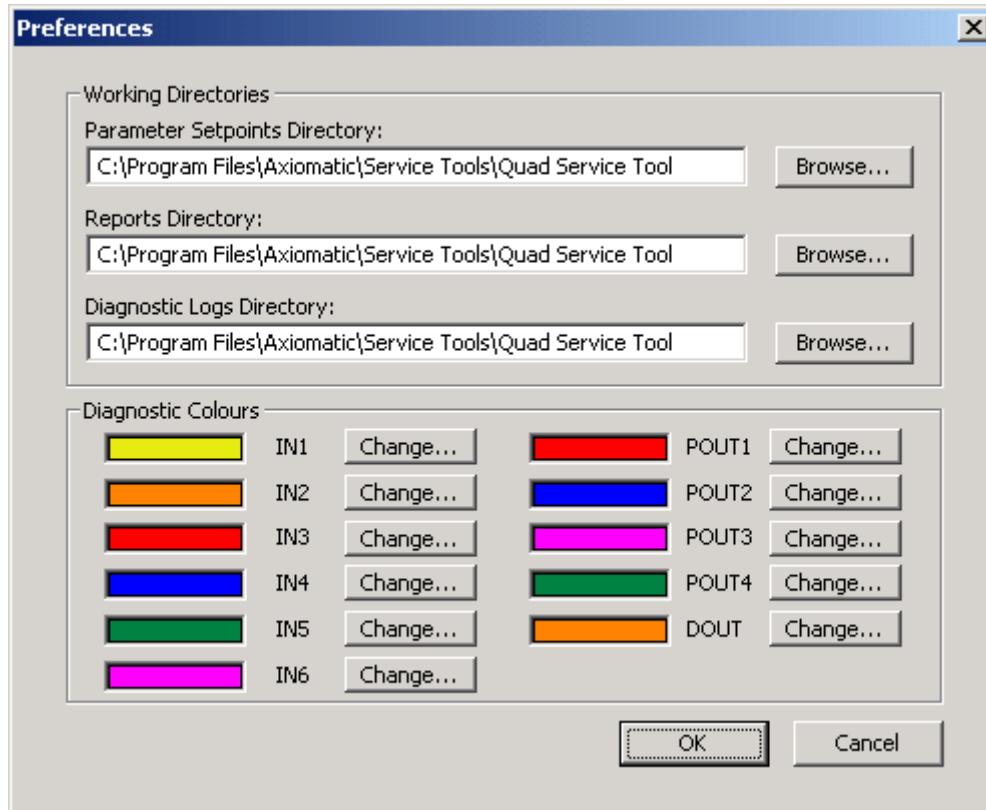 Preferences
Working Directories
Parameter Setpoints Directory:
C:\Program Files\Axiomatic\Service Tools\Quad Service Tool Browse...
Reports Directory:
C:\Program Files\Axiomatic\Service Tools\Quad Service Tool Browse...
Diagnostic Logs Directory:
C:\Program Files\Axiomatic\Service Tools\Quad Service Tool Browse...
Diagnostic Colours
IN1 Change... POUT1 Change...
IN2 Change... POUT2 Change...
IN3 Change... POUT3 Change...
IN4 Change... POUT4 Change...
IN5 Change... DOUT Change...
IN6 Change...
OK Cancel